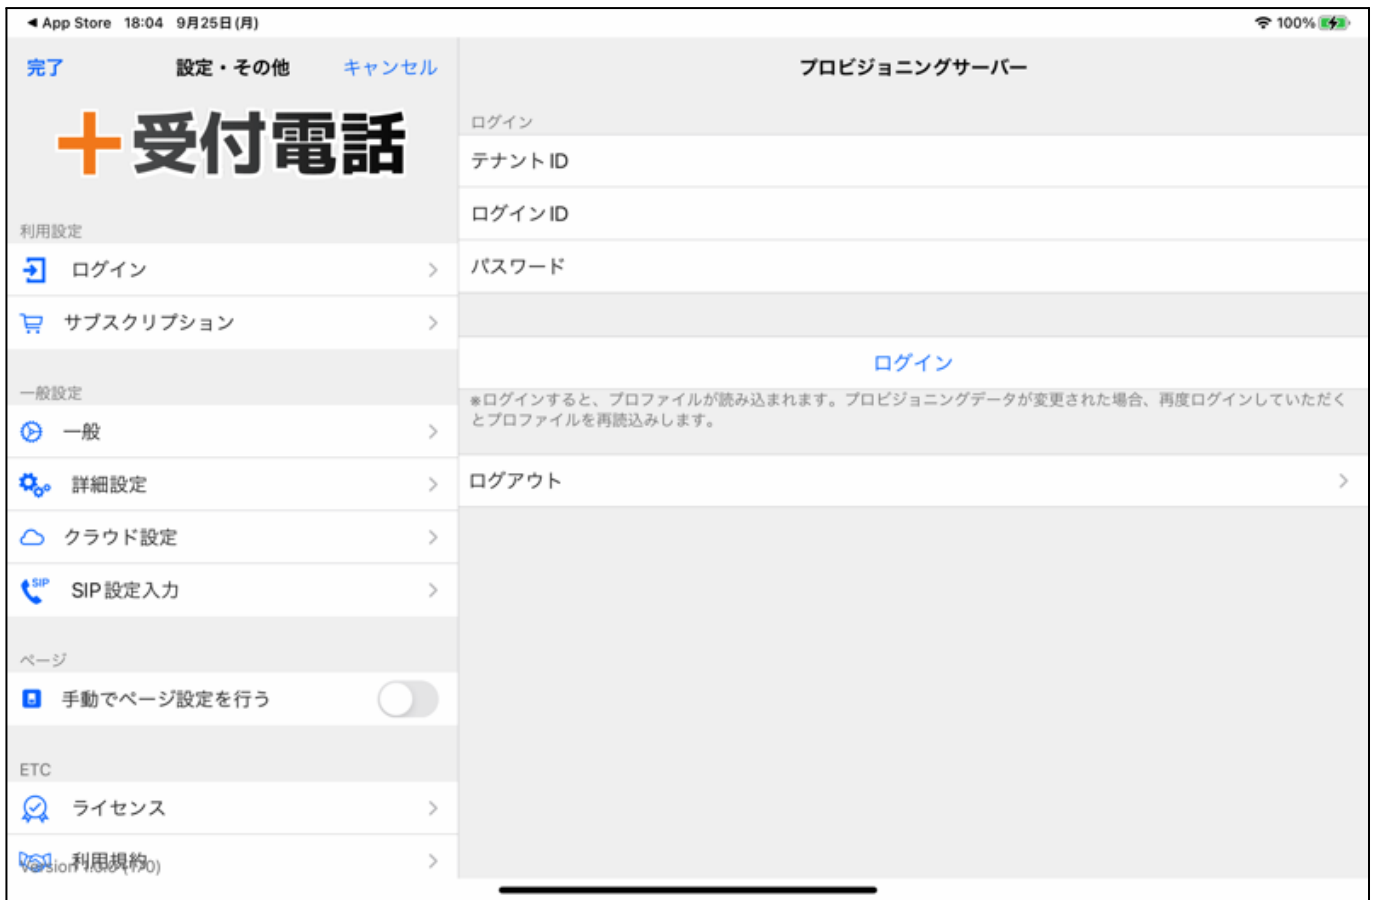 ◀ App Store 18:04 9月25日(月)
100%
完了 設定・その他 キャンセル
+受付電話
利用設定
ログイン
サブスクリプション
一般設定
一般
詳細設定
クラウド設定
SIP
SIP設定入力
ページ
手動でページ設定を行う
ETC
ライセンス
利用規約
Version
プロビジョニングサーバー
ログイン
テナントID
ログインID
パスワード
ログイン
※ログインすると、プロファイルが読み込まれます。プロビジョニングデータが変更された場合、再度ログインしていただく
とプロファイルを再読込みします。
ログアウト